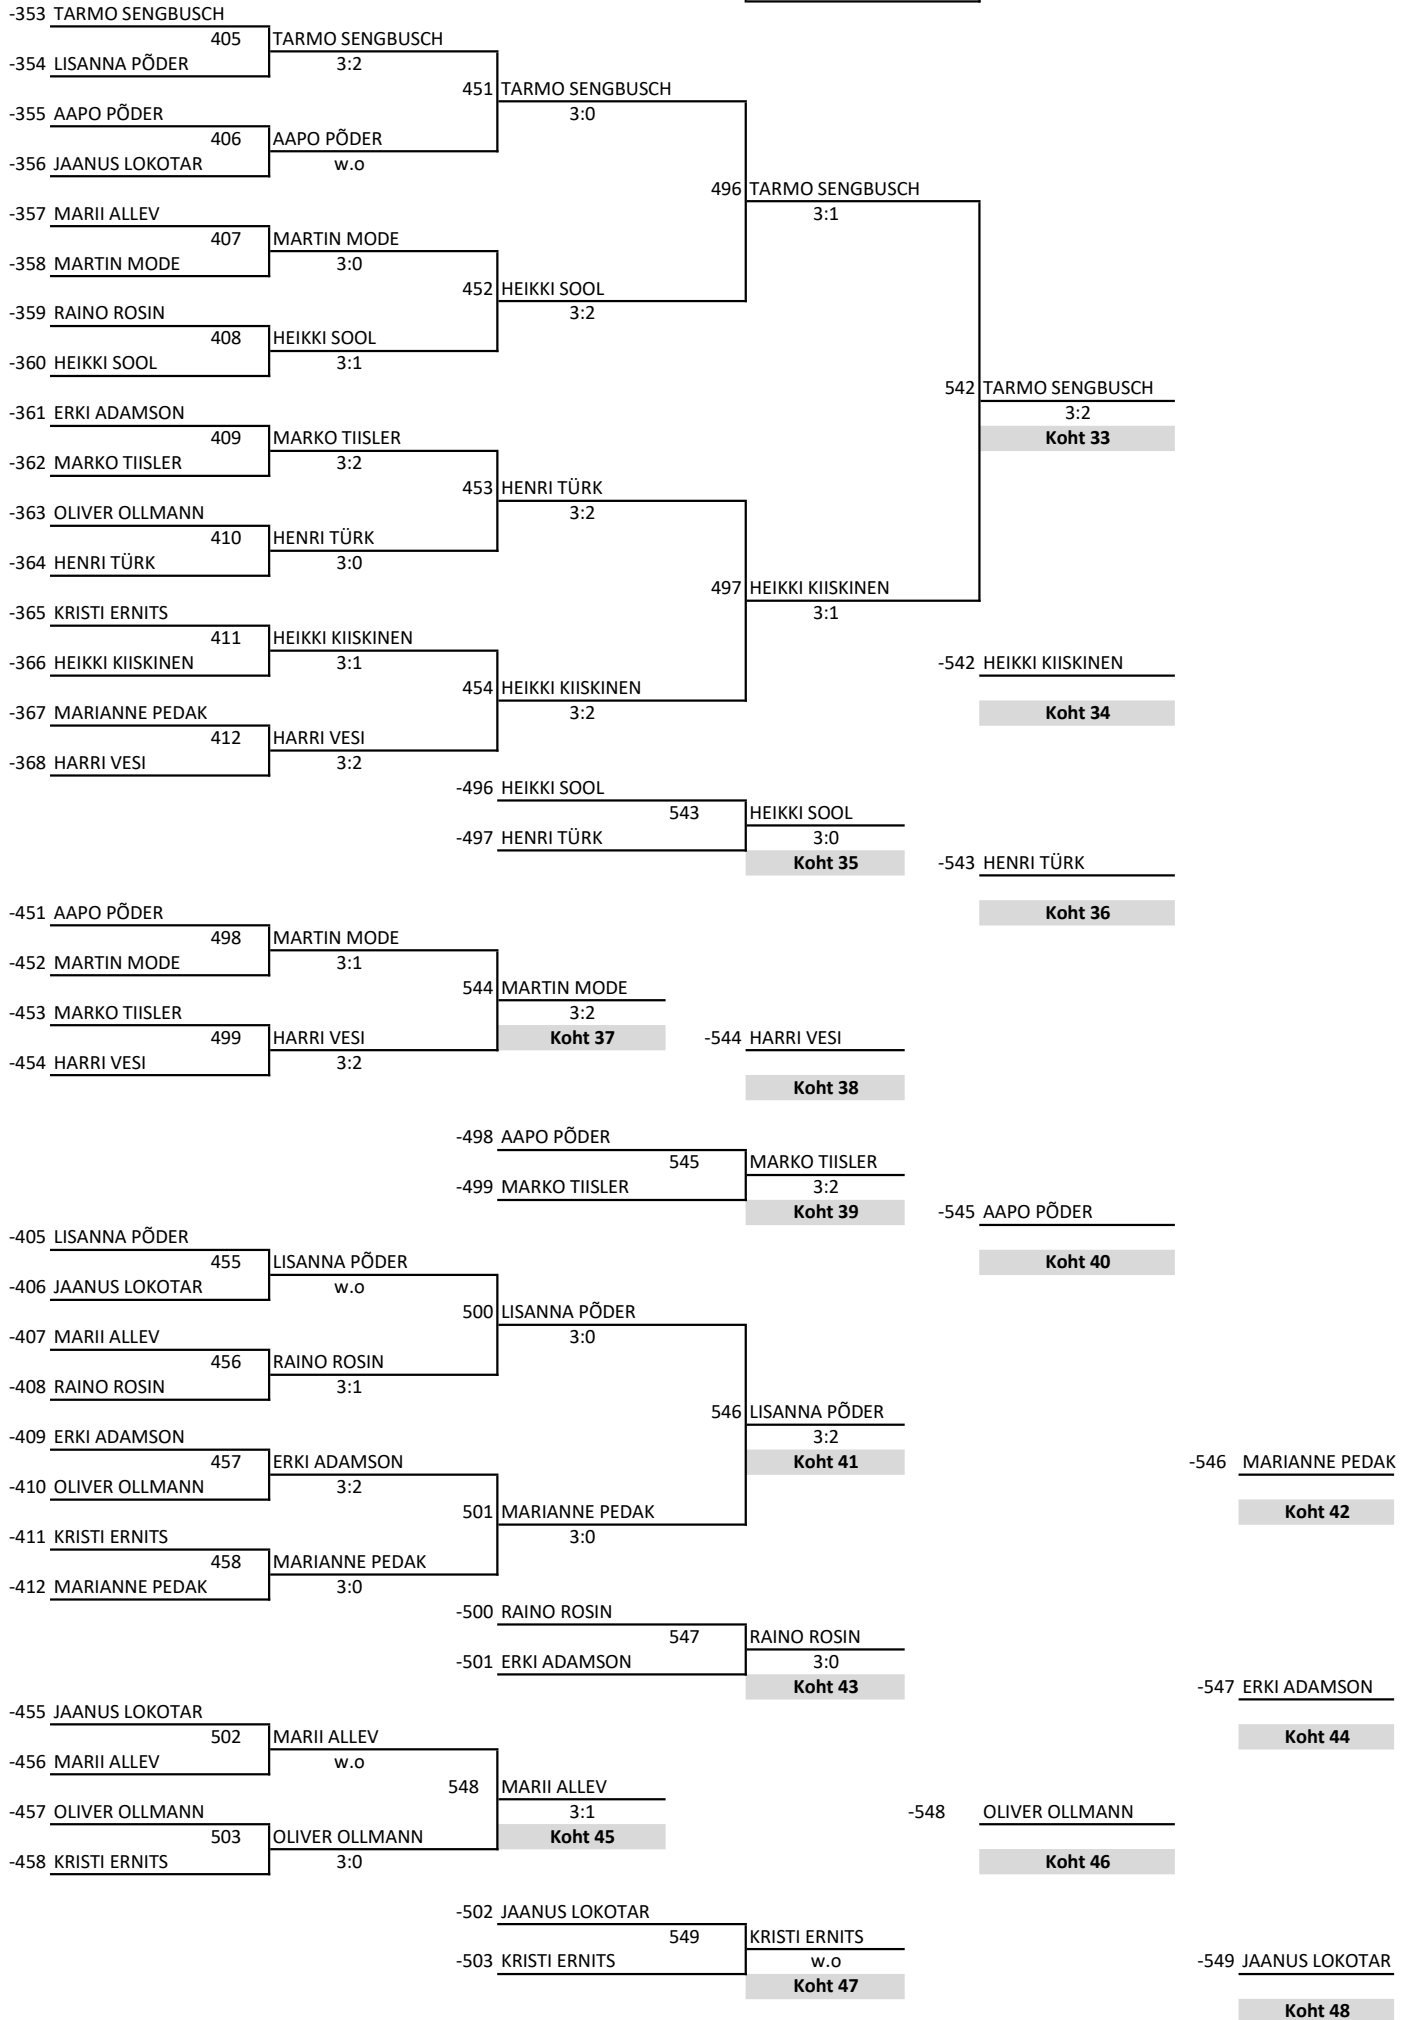 -353 TARMO SENGBUSCH
405 TARMO SENGBUSCH
-354 LISANNA PÕDER 3:2
451 TARMO SENGBUSCH
-355 AAPO PÕDER 3:0
406 AAPO PÕDER
-356 JAANUS LOKOTAR w.o
496 TARMO SENGBUSCH
-357 MARII ALLEV 3:1
407 MARTIN MODE
-358 MARTIN MODE 3:0
452 HEIKKI SOOL
-359 RAINO ROSIN 3:2
408 HEIKKI SOOL
-360 HEIKKI SOOL 3:1
542 TARMO SENGBUSCH
-361 ERKI ADAMSON 3:2
409 MARKO TIISLER Koht 33
-362 MARKO TIISLER 3:2
453 HENRI TÜRK
-363 OLIVER OLLMANN 3:2
410 HENRI TÜRK
-364 HENRI TÜRK 3:0
497 HEIKKI KIISKINEN
-365 KRISTI ERNITS 3:1
411 HEIKKI KIISKINEN
-366 HEIKKI KIISKINEN 3:1 -542 HEIKKI KIISKINEN
454 HEIKKI KIISKINEN
-367 MARIANNE PEDAK 3:2 Koht 34
412 HARRI VESI
-368 HARRI VESI 3:2
-496 HEIKKI SOOL
543 HEIKKI SOOL
-497 HENRI TÜRK 3:0
Koht 35 -543 HENRI TÜRK
-451 AAPO PÕDER Koht 36
498 MARTIN MODE
-452 MARTIN MODE 3:1
544 MARTIN MODE
-453 MARKO TIISLER 3:2
499 HARRI VESI Koht 37 -544 HARRI VESI
-454 HARRI VESI 3:2
Koht 38
-498 AAPO PÕDER
545 MARKO TIISLER
-499 MARKO TIISLER 3:2
Koht 39 -545 AAPO PÕDER
-405 LISANNA PÕDER
455 LISANNA PÕDER Koht 40
-406 JAANUS LOKOTAR w.o
500 LISANNA PÕDER
-407 MARII ALLEV 3:0
456 RAINO ROSIN
-408 RAINO ROSIN 3:1
546 LISANNA PÕDER
-409 ERKI ADAMSON 3:2
457 ERKI ADAMSON Koht 41 -546 MARIANNE PEDAK
-410 OLIVER OLLMANN 3:2
501 MARIANNE PEDAK Koht 42
-411 KRISTI ERNITS 3:0
458 MARIANNE PEDAK
-412 MARIANNE PEDAK 3:0
-500 RAINO ROSIN
547 RAINO ROSIN
-501 ERKI ADAMSON 3:0
Koht 43 -547 ERKI ADAMSON
-455 JAANUS LOKOTAR
502 MARII ALLEV Koht 44
-456 MARII ALLEV w.o
548 MARII ALLEV
-457 OLIVER OLLMANN 3:1 -548 OLIVER OLLMANN
503 OLIVER OLLMANN Koht 45
-458 KRISTI ERNITS 3:0 Koht 46
-502 JAANUS LOKOTAR
549 KRISTI ERNITS
-503 KRISTI ERNITS w.o -549 JAANUS LOKOTAR
Koht 47
Koht 48